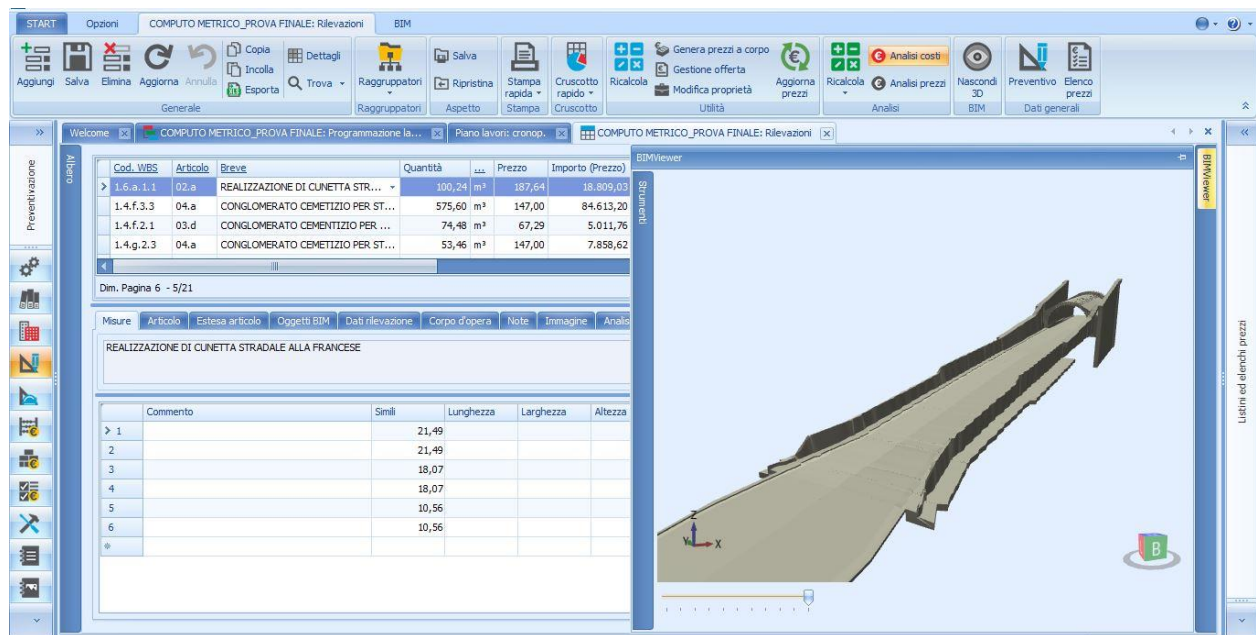 START Opzioni COMPUTO METRICO_PROVA FINALE: Rilevazioni BIM
Aggiungi Salva Elimina Aggiorna Annulla Copia Incolla Esporta Dettagli Trova
Generale
Raggruppatori
Raggruppatori
Salva Ripristina
Aspetto
Stampa rapida
Stampa
Cruscotto rapido
Cruscotto
Ricalcola Genera prezzi a corpo Gestione offerta Modifica proprietà Aggiorna prezzi
Utilità
Ricalcola Analisi costi Analisi prezzi
Analisi
Nascondi 3D
BIM
Preventivo Elenco prezzi
Dati generali
Welcome COMPUTO METRICO_PROVA FINALE: Programmazione la... Piano lavori: cronop. COMPUTO METRICO_PROVA FINALE: Rilevazioni
Preventivazione
Albero
Cod. WBS Articolo Breve Quantità ... Prezzo Importo (Prezzo)
1.6.a.1.1 02.a REALIZZAZIONE DI CUNETTA STR... 100,24 m³ 187,64 18.809,03
1.4.f.3.3 04.a CONGLOMERATO CEMETIZIO PER ST... 575,60 m³ 147,00 84.613,20
1.4.f.2.1 03.d CONGLOMERATO CEMENTIZIO PER ... 74,48 m³ 67,29 5.011,76
1.4.g.2.3 04.a CONGLOMERATO CEMETIZIO PER ST... 53,46 m³ 147,00 7.858,62
Dim. Pagina 6 - 5/21
Misure Articolo Estesa articolo Oggetti BIM Dati rilevazione Corpo d'opera Note Immagine Analis
REALIZZAZIONE DI CUNETTA STRADALE ALLA FRANCESE
Commento Simili Lunghezza Larghezza Altezza
1 21,49
2 21,49
3 18,07
4 18,07
5 10,56
6 10,56
BIMViewer
Strumenti
Z
Y X
B
BIMViewer
Listini ed elenchi prezzi